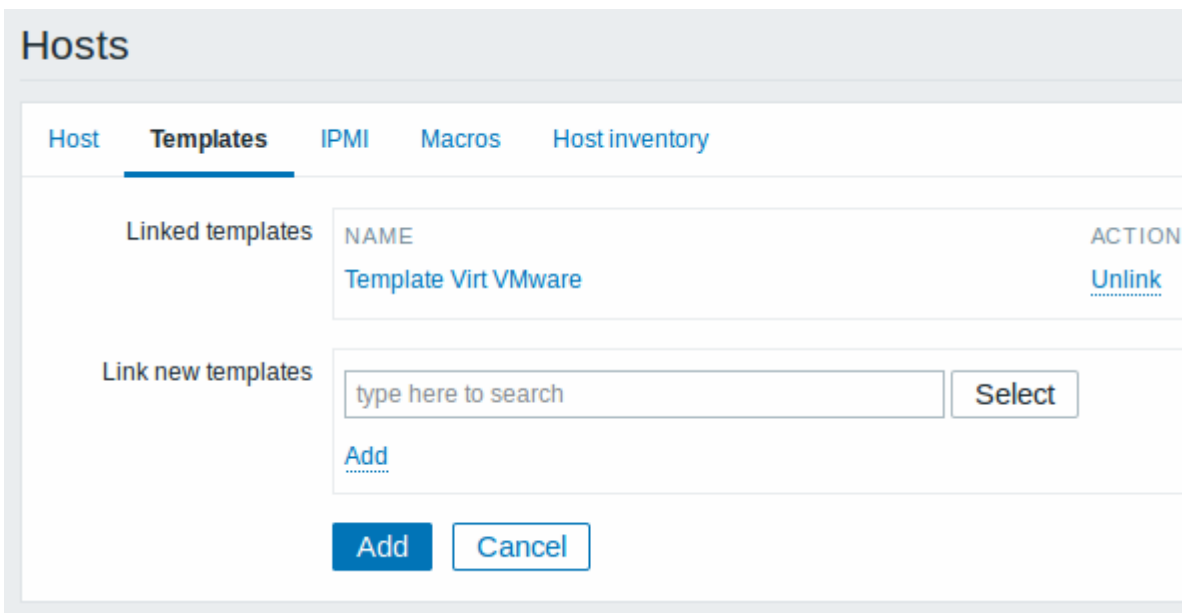 Hosts
Host Templates IPMI Macros Host inventory
Linked templates NAME ACTION
Template Virt VMware Unlink
Link new templates
type here to search Select
Add
Add Cancel